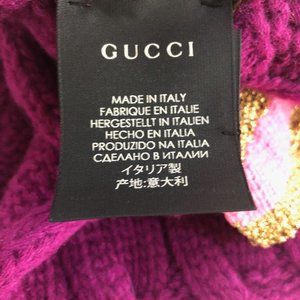 GUCCI
MADE IN ITALY
FABRIQUE EN ITALIE
HERGESTELLT IN ITALIEN
HECHO EN ITALIA
PRODUZIDO NA ITÁLIA
СДЕЛАНО В ИТАЛИИ
イタリア製
产地:意大利